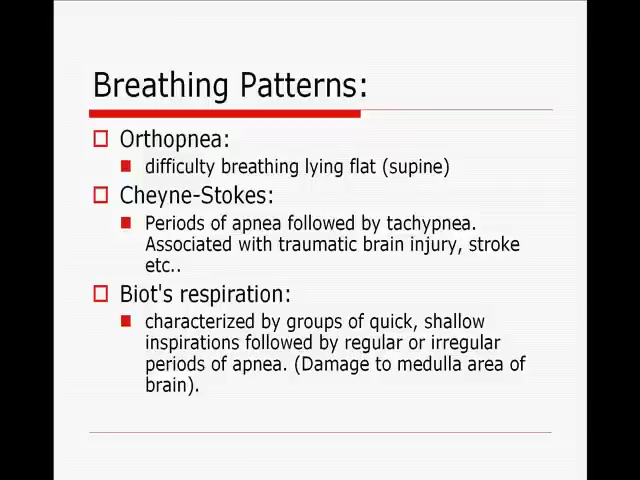 Breathing Patterns:
Orthopnea:
difficulty breathing lying flat (supine)
Cheyne-Stokes:
Periods of apnea followed by tachypnea.
Associated with traumatic brain injury, stroke
etc..
Biot's respiration:
characterized by groups of quick, shallow
inspirations followed by regular or irregular
periods of apnea. (Damage to medulla area of
brain).